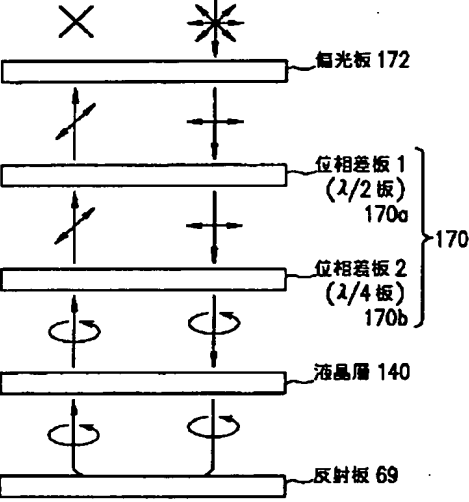 偏光板 172
位相差板 1
(λ/2 板)
170a
170
位相差板 2
(λ/4 板)
170b
液晶層 140
反射板 69